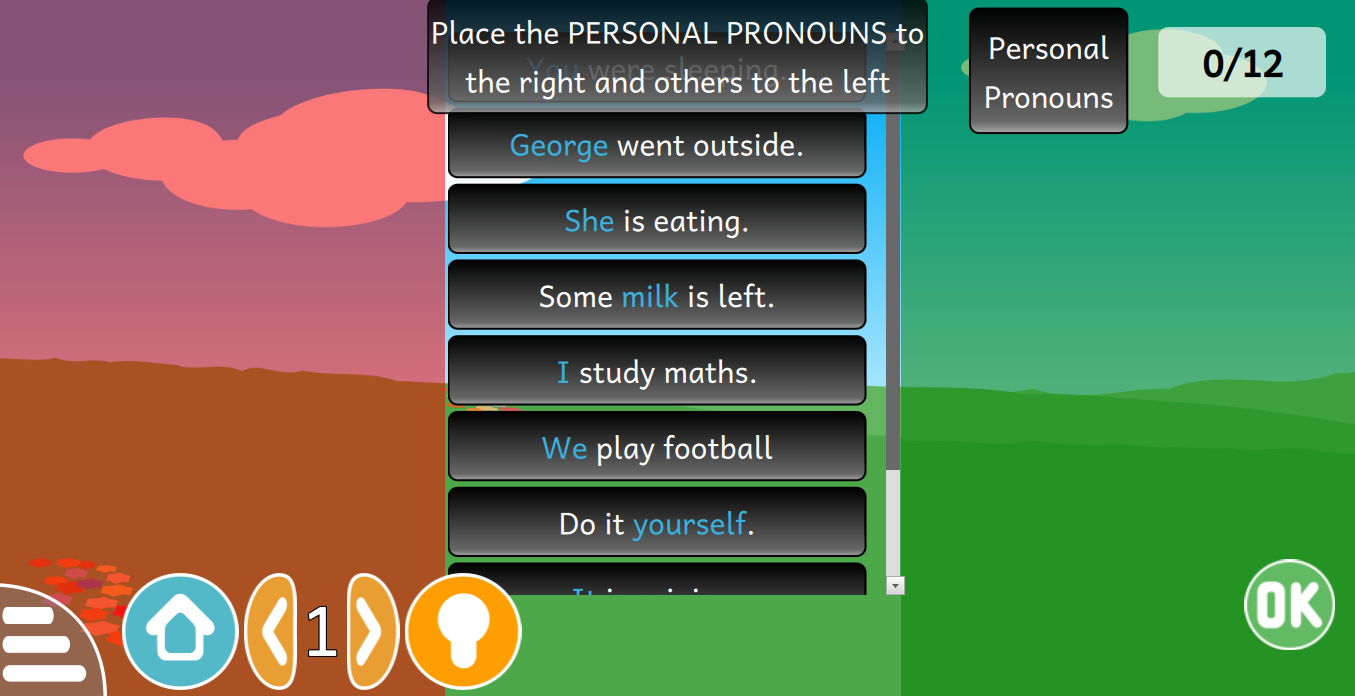 Place the PERSONAL PRONOUNS to
the right and others to the left
You were sleeping.
George went outside.
She is eating.
Some milk is left.
I study maths.
We play football
Do it yourself.
It is
Personal
Pronouns
0/12
1
OK